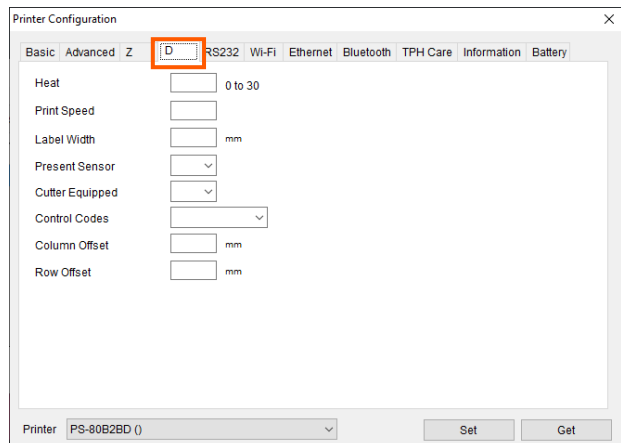 Printer Configuration
Basic Advanced Z D RS232 Wi-Fi Ethernet Bluetooth TPH Care Information Battery
Heat 0 to 30
Print Speed
Label Width mm
Present Sensor
Cutter Equipped
Control Codes
Column Offset mm
Row Offset mm
Printer PS-80B2BD () Set Get